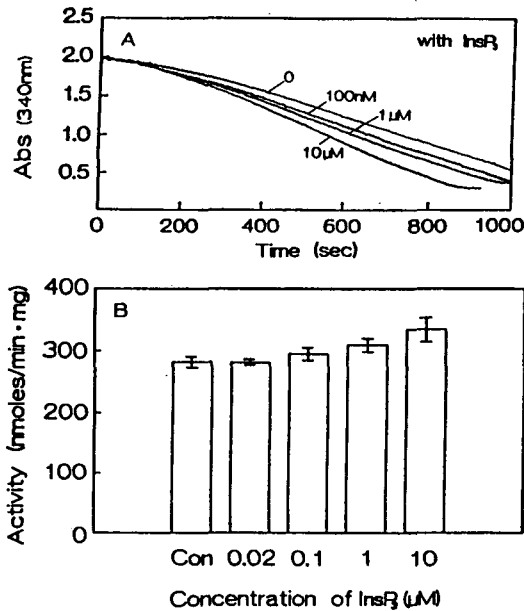 A
with InsP₃
Abs (340nm)
2.0
1.5
1.0
0.5
0
100nM
1μM
10μM
0 200 400 600 800 1000
Time (sec)
B
Activity (nmoles/min·mg)
400
300
200
100
0
Con 0.02 0.1 1 10
Concentration of InsP₃(μM)